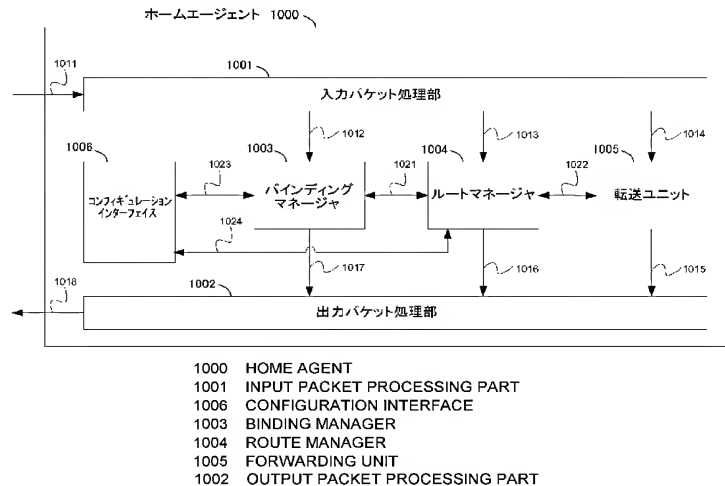 ホームエージェント 1000
1011
1001
入力パケット処理部
1006
1003
1012
1004
1013
1005
1014
1023
1021
1022
コンフィギュレーション
インターフェイス
バインディング
マネージャ
ルートマネージャ
転送ユニット
1024
1017
1016
1015
1018
1002
出力パケット処理部
1000 HOME AGENT
1001 INPUT PACKET PROCESSING PART
1006 CONFIGURATION INTERFACE
1003 BINDING MANAGER
1004 ROUTE MANAGER
1005 FORWARDING UNIT
1002 OUTPUT PACKET PROCESSING PART